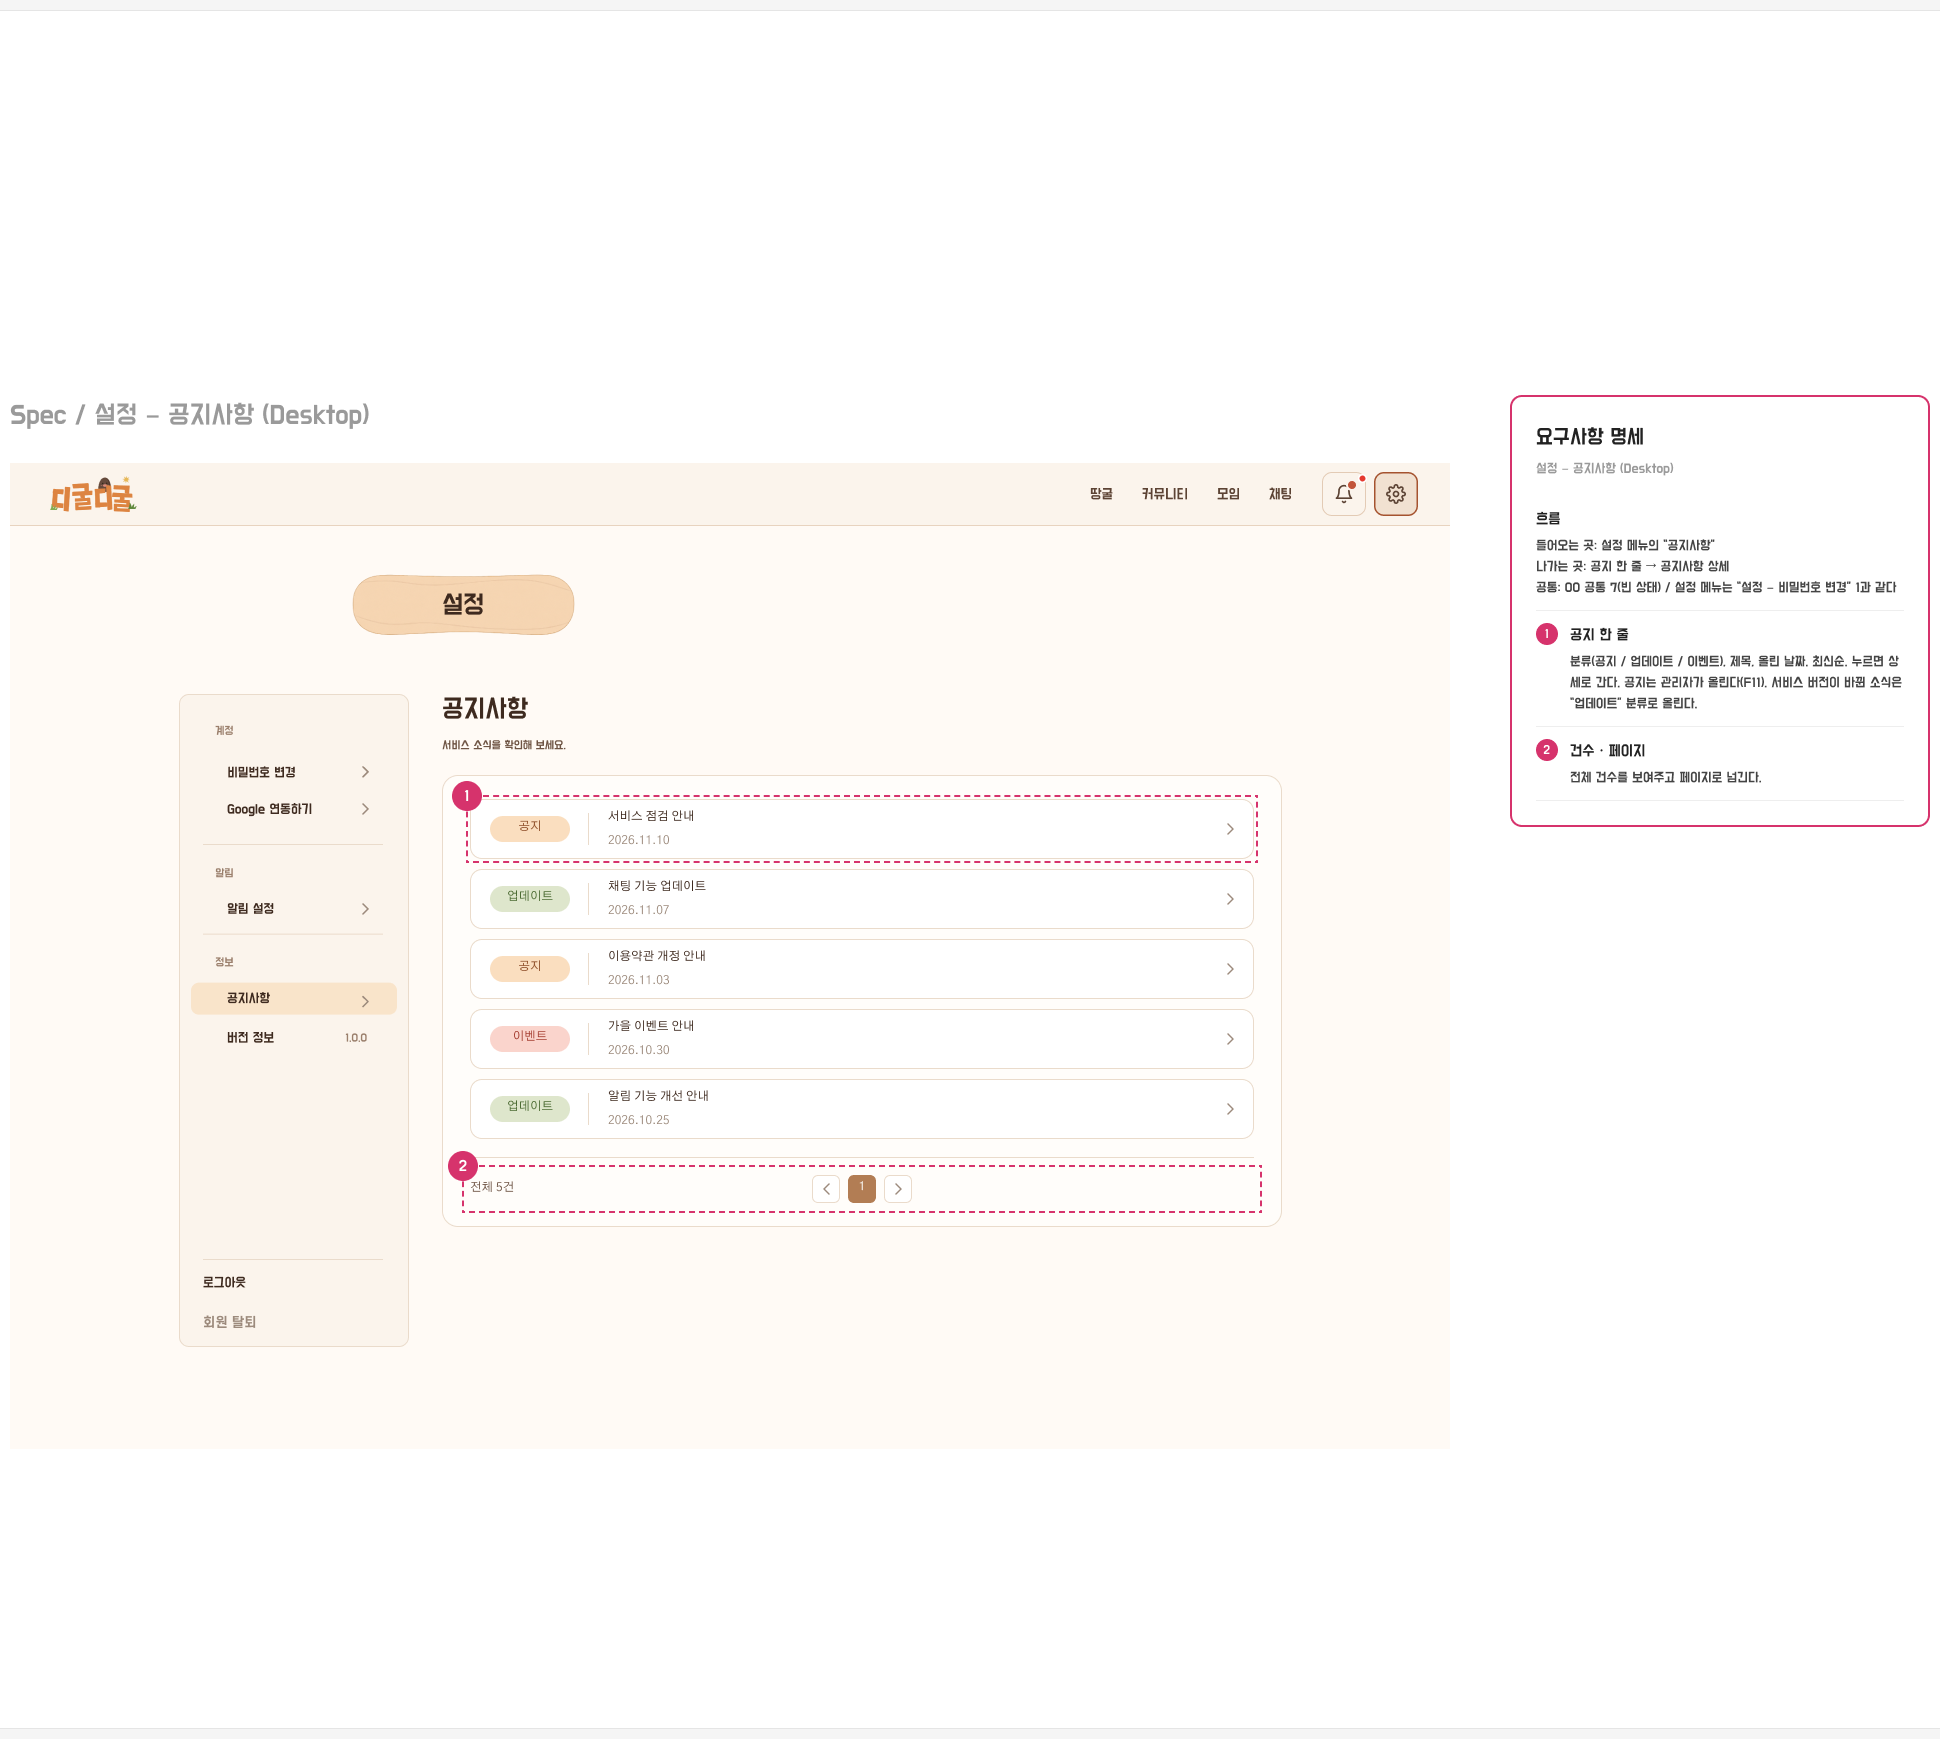 Spec / 설정 – 공지사항 (Desktop)
디굴디굴
땅굴
커뮤니티
모임
채팅
설정
계정
비밀번호 변경
Google 연동하기
알림
알림 설정
정보
공지사항
버전 정보
1.0.0
로그아웃
회원 탈퇴
공지사항
서비스 소식을 확인해 보세요.
1
공지
서비스 점검 안내
2026.11.10
업데이트
채팅 기능 업데이트
2026.11.07
공지
이용약관 개정 안내
2026.11.03
이벤트
가을 이벤트 안내
2026.10.30
업데이트
알림 기능 개선 안내
2026.10.25
2
전체 5건
1
요구사항 명세
설정 – 공지사항 (Desktop)
흐름
들어오는 곳: 설정 메뉴의 "공지사항"
나가는 곳: 공지 한 줄 → 공지사항 상세
공통: 00 공통 7(빈 상태) / 설정 메뉴는 "설정 – 비밀번호 변경" 1과 같다
1
공지 한 줄
분류(공지 / 업데이트 / 이벤트), 제목, 올린 날짜. 최신순. 누르면 상
세로 간다. 공지는 관리자가 올린다(F11). 서비스 버전이 바뀜 소식은
"업데이트" 분류로 올린다.
2
건수 · 페이지
전체 건수를 보여주고 페이지로 넘긴다.